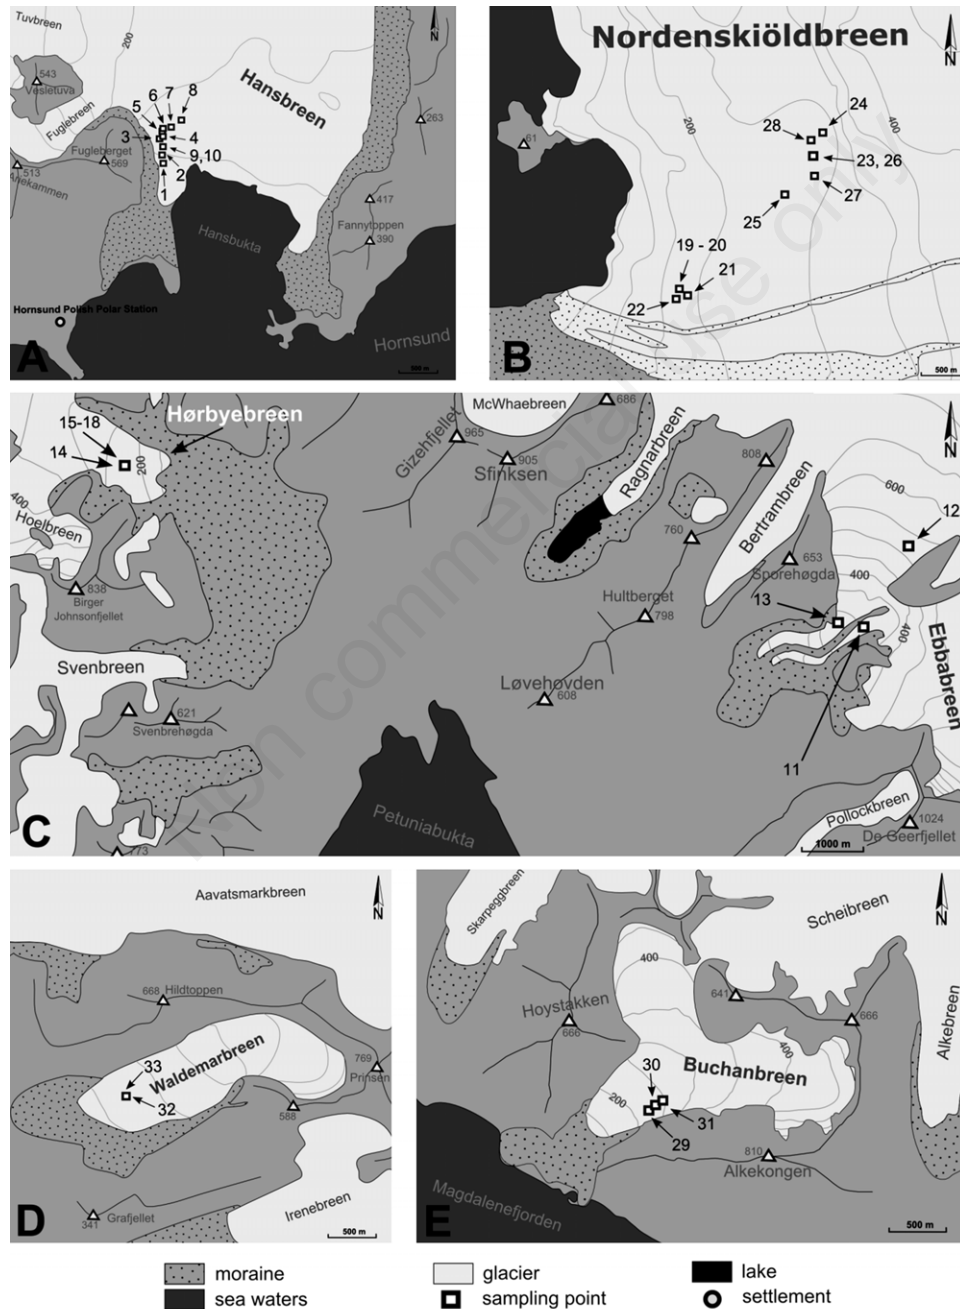 Tuvbreen
200
N
543
Vesletuva
Fuglebreen
Hansbreen
5
6
7
8
3
4
9,10
2
1
263
Fugleberget
569
513
417
Fannytoppen
390
Hansbukta
Hornsund Polish Polar Station
Hornsund
A
500 m
Nordenskiöldbreen
N
61
200
400
24
28
23, 26
27
25
19 - 20
21
22
B
500 m
Hørbyebreen
15-18
14
200
400
Hoelbreen
838
Birger
Johnsonfjellet
Svenbreen
621
Svenbrehøgda
773
C
McWhaebreen
686
Gizehfjellet
965
Sfinksen
905
Ragnarbreen
808
760
Bertrambreen
653
Sporehøgda
Hultberget
798
Løvehovden
608
Petuniabukta
N
600
12
400
13
400
Ebbabreen
11
Pollockbreen
1024
De Geerfjellet
1000 m
Non commercial use only
Aavatsmarkbreen
N
668
Hildtoppen
Waldemarbreen
33
32
769
Prinsen
588
Irenebreen
Grafjellet
341
D
500 m
Skarpeggbreen
Scheibreen
N
400
641
666
Hoystakken
666
Alkebreen
400
Buchanbreen
30
200
31
29
810
Alkekongen
Magdalenefjorden
E
500 m
moraine
glacier
lake
sea waters
sampling point
settlement